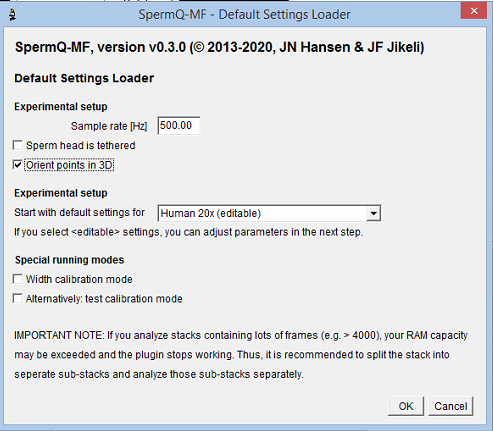 SpermQ-MF - Default Settings Loader
SpermQ-MF, version v0.3.0 (© 2013-2020, JN Hansen & JF Jikeli)
Default Settings Loader
Experimental setup
Sample rate [Hz] 500.00
Sperm head is tethered
Orient points in 3D
Experimental setup
Start with default settings for Human 20x (editable)
If you select <editable> settings, you can adjust parameters in the next step.
Special running modes
Width calibration mode
Alternatively: test calibration mode
IMPORTANT NOTE: If you analyze stacks containing lots of frames (e.g. > 4000), your RAM capacity
may be exceeded and the plugin stops working. Thus, it is recommended to split the stack into
seperate sub-stacks and analyze those sub-stacks separately.
OK Cancel